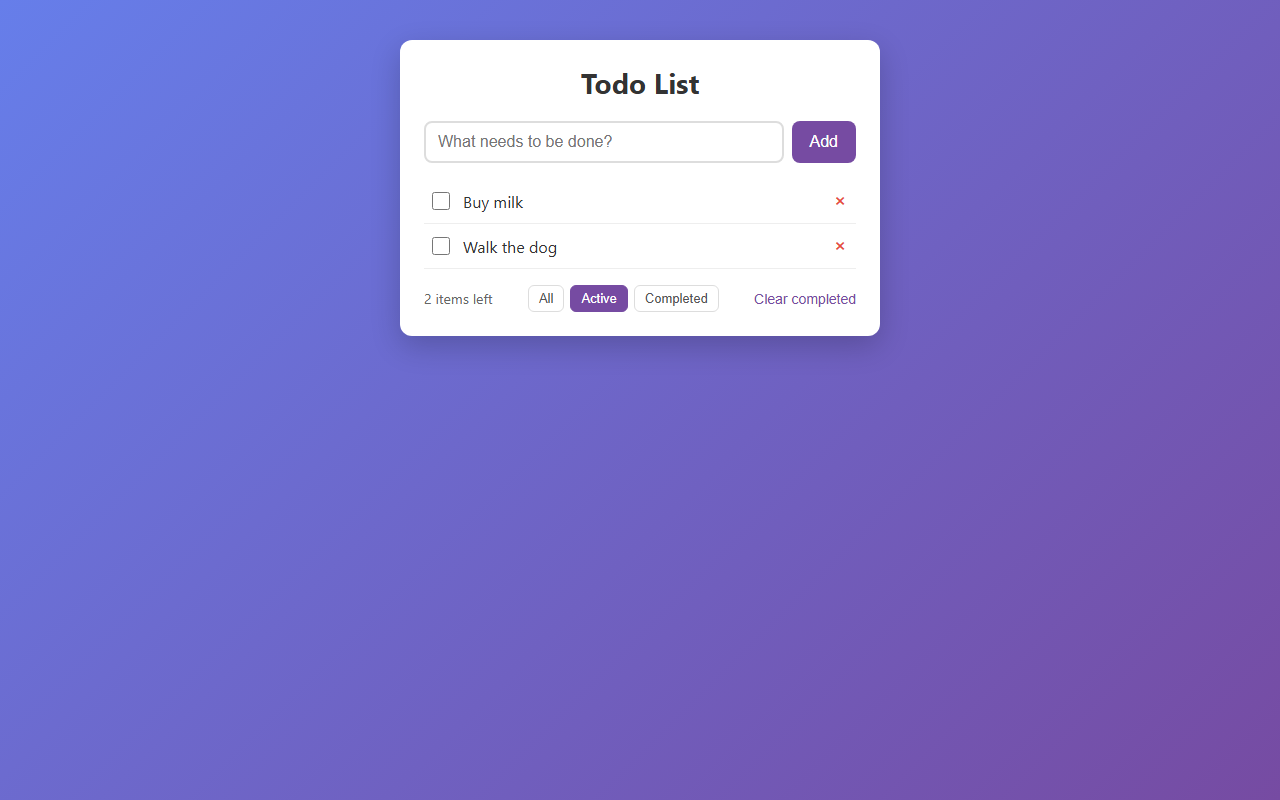 Todo List
What needs to be done?
Add
Buy milk ×
Walk the dog ×
2 items left All Active Completed Clear completed